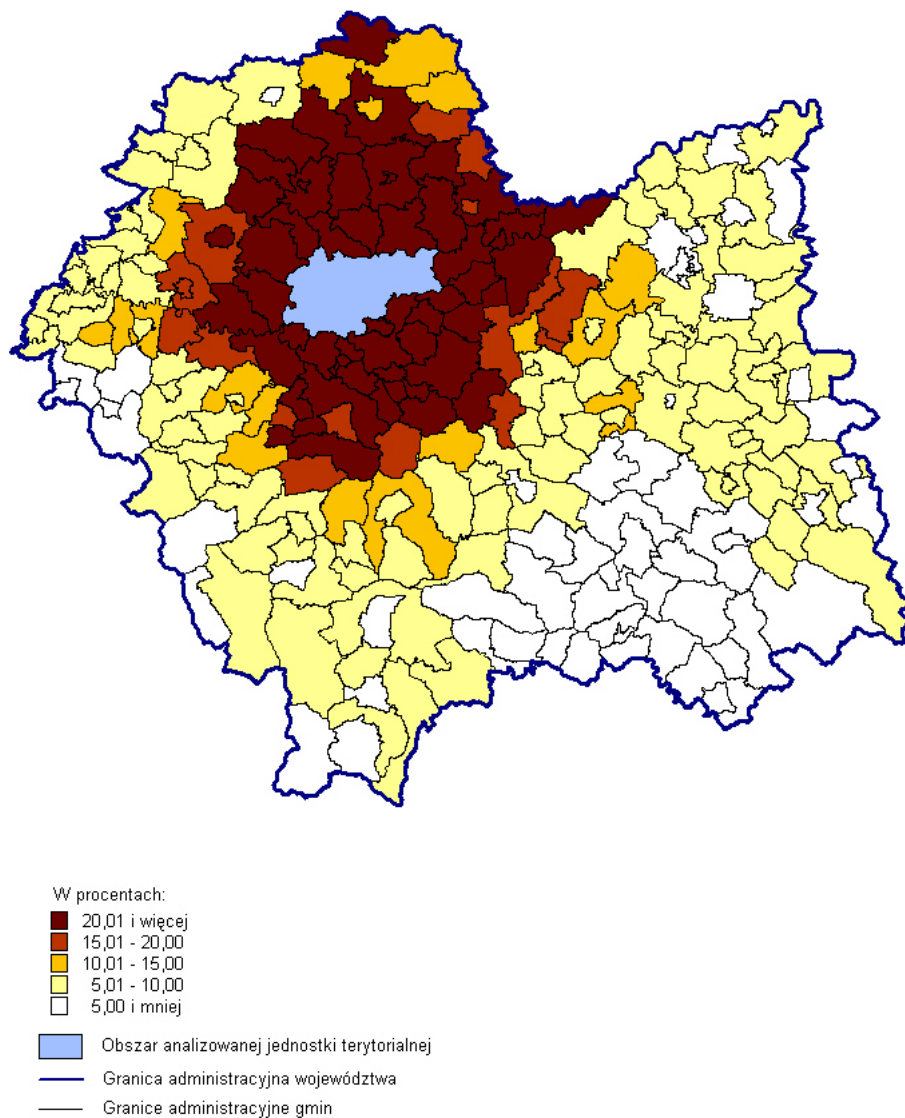 W procentach:
20,01 i więcej
15,01 - 20,00
10,01 - 15,00
5,01 - 10,00
5,00 i mniej
Obszar analizowanej jednostki terytorialnej
Granica administracyjna województwa
Granice administracyjne gmin